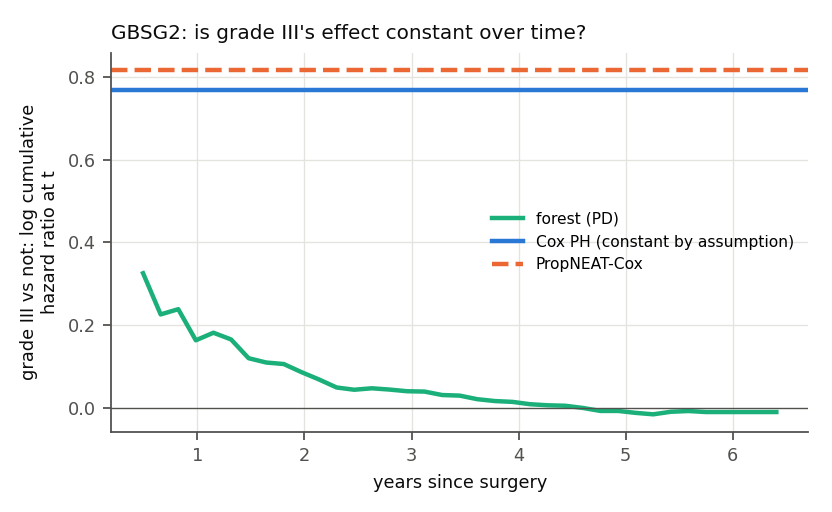 GBSG2: is grade III's effect constant over time?
grade III vs not: log cumulative
hazard ratio at t
0.8
0.6
0.4
0.2
0.0
forest (PD)
Cox PH (constant by assumption)
PropNEAT-Cox
1 2 3 4 5 6
years since surgery